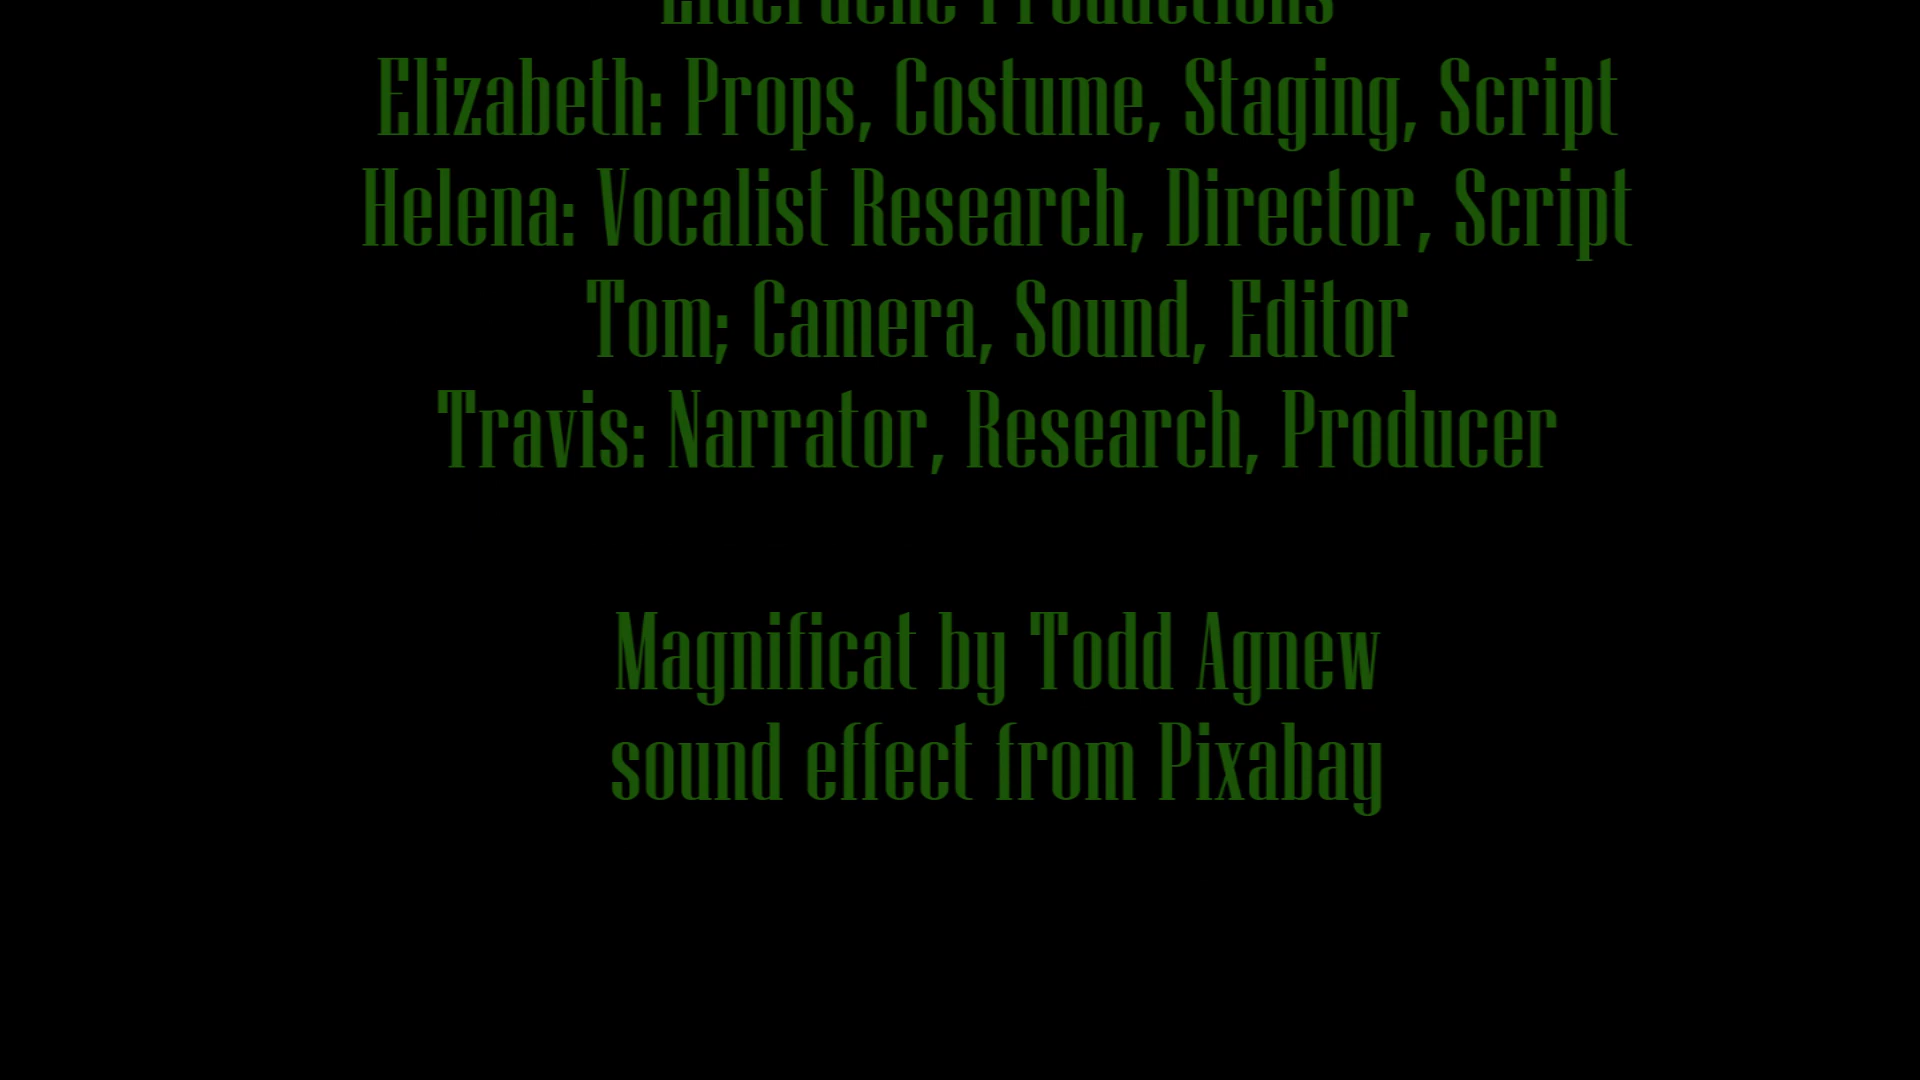 Productions
Elizabeth: Props, Costume, Staging, Script
Helena: Vocalist Research, Director, Script
Tom; Camera, Sound, Editor
Travis: Narrator, Research, Producer
Magnificat by Todd Agnew
sound effect from Pixabay